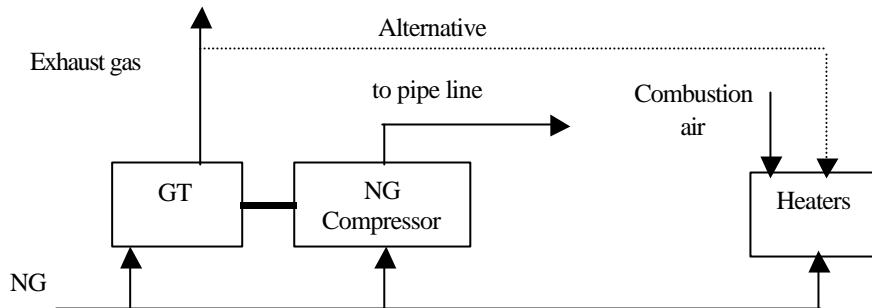 Alternative
Exhaust gas
to pipe line
Combustion
air
GT
NG
Compressor
Heaters
NG